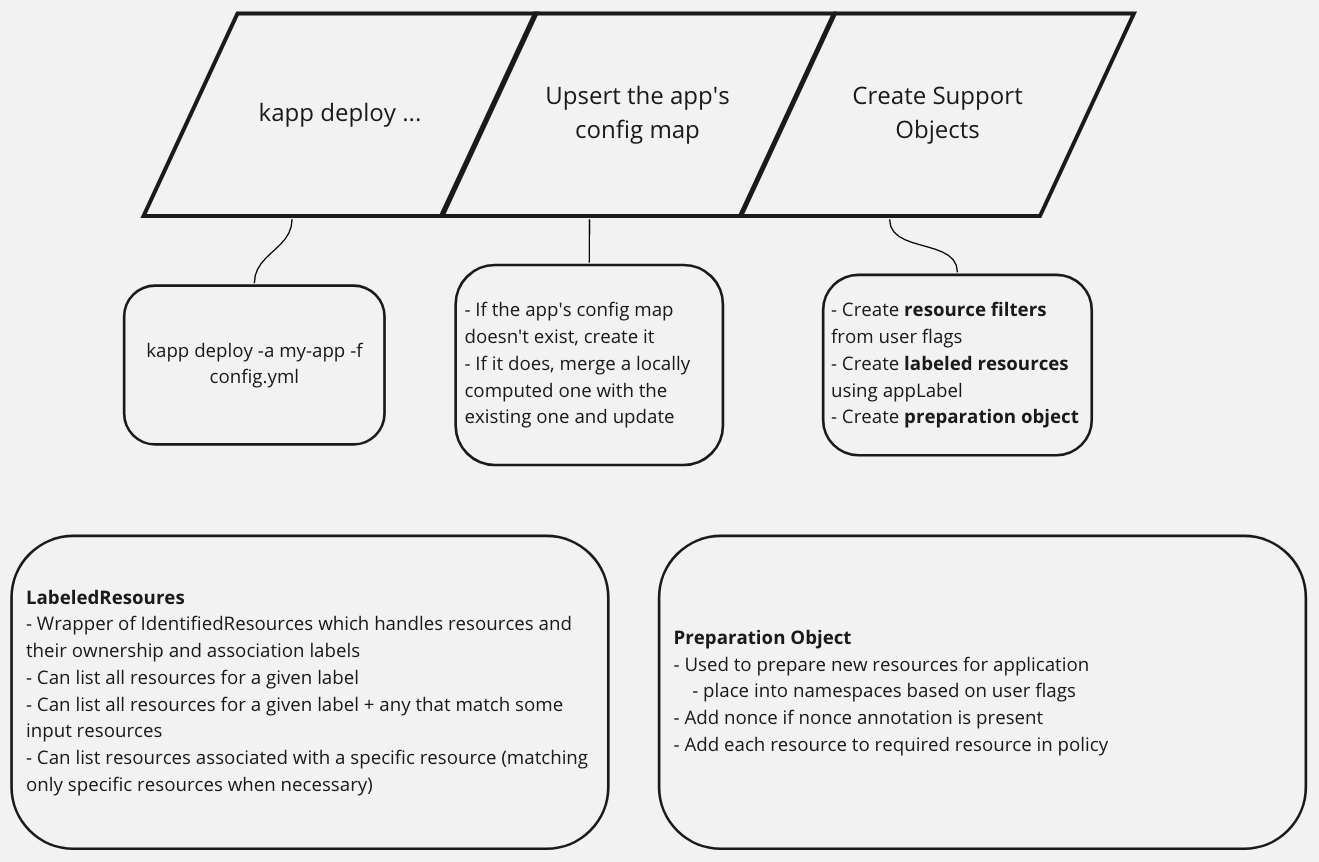 kapp deploy ...
Upsert the app's
config map
Create Support
Objects
kapp deploy -a my-app -f
config.yml
- If the app's config map
doesn't exist, create it
- If it does, merge a locally
computed one with the
existing one and update
- Create resource filters
from user flags
- Create labeled resources
using appLabel
- Create preparation object
LabeledResoures
- Wrapper of IdentifiedResources which handles resources and
their ownership and association labels
- Can list all resources for a given label
- Can list all resources for a given label + any that match some
input resources
- Can list resources associated with a specific resource (matching
only specific resources when necessary)
Preparation Object
- Used to prepare new resources for application
- place into namespaces based on user flags
- Add nonce if nonce annotation is present
- Add each resource to required resource in policy